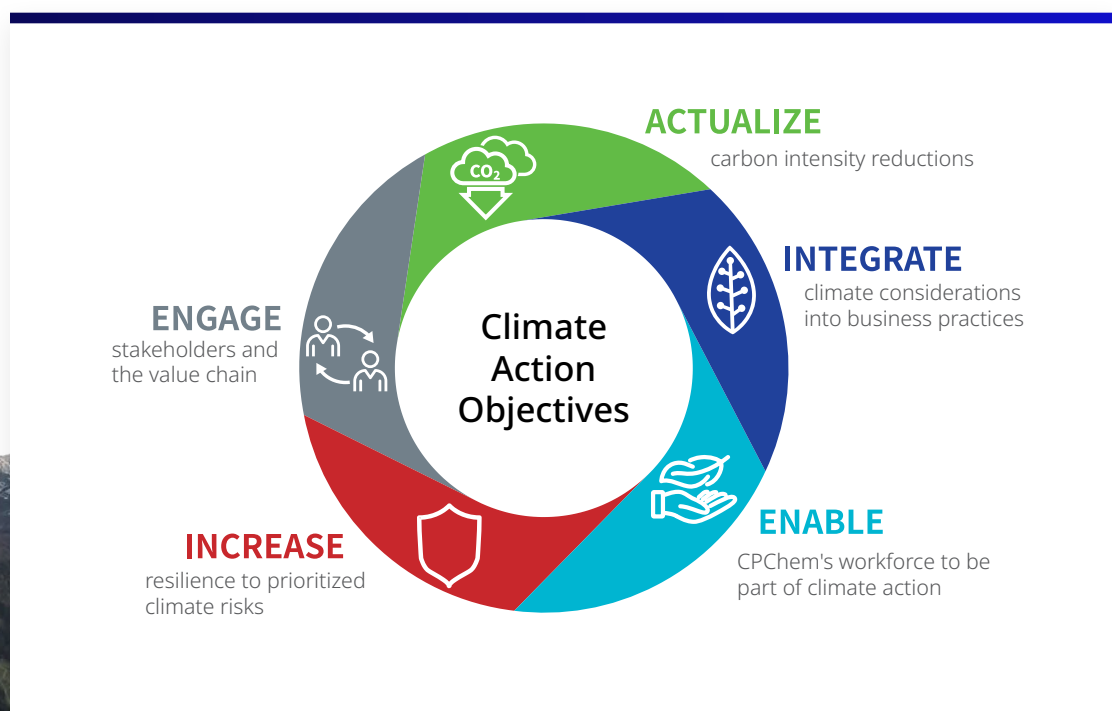 ACTUALIZE
carbon intensity reductions
CO₂
INTEGRATE
climate considerations
into business practices
ENGAGE
stakeholders and
the value chain
Climate
Action
Objectives
ENABLE
CPChem's workforce to be
part of climate action
INCREASE
resilience to prioritized
climate risks